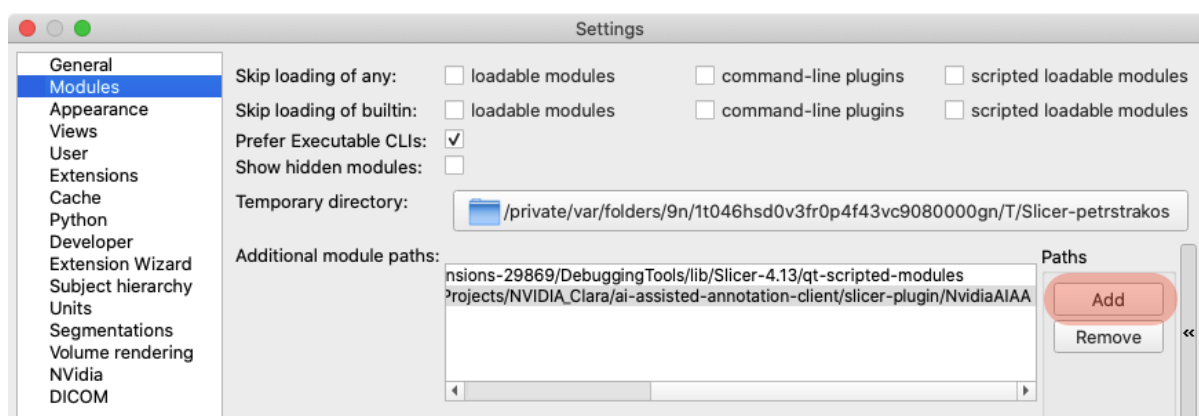 Settings
General
Modules
Appearance
Views
User
Extensions
Cache
Python
Developer
Extension Wizard
Subject hierarchy
Units
Segmentations
Volume rendering
NVidia
DICOM
Skip loading of any: loadable modules command-line plugins scripted loadable modules
Skip loading of builtin: loadable modules command-line plugins scripted loadable modules
Prefer Executable CLIs:
Show hidden modules:
Temporary directory: /private/var/folders/9n/1t046hsd0v3fr0p4f43vc9080000gn/T/Slicer-petrstrakos
Additional module paths:
nsions-29869/DebuggingTools/lib/Slicer-4.13/qt-scripted-modules
Projects/NVIDIA_Clara/ai-assisted-annotation-client/slicer-plugin/NvidiaAIAA
Paths
Add
Remove
«